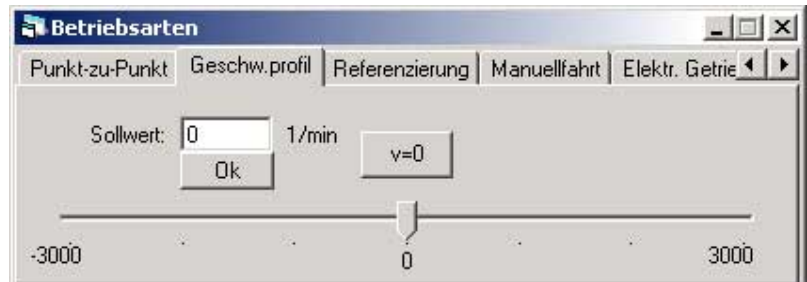 Betriebsarten
Punkt-zu-Punkt Geschw.profil Referenzierung Manuellfahrt Elektr. Getrie
Sollwert: 0 1/min v=0
Ok
-3000 0 3000